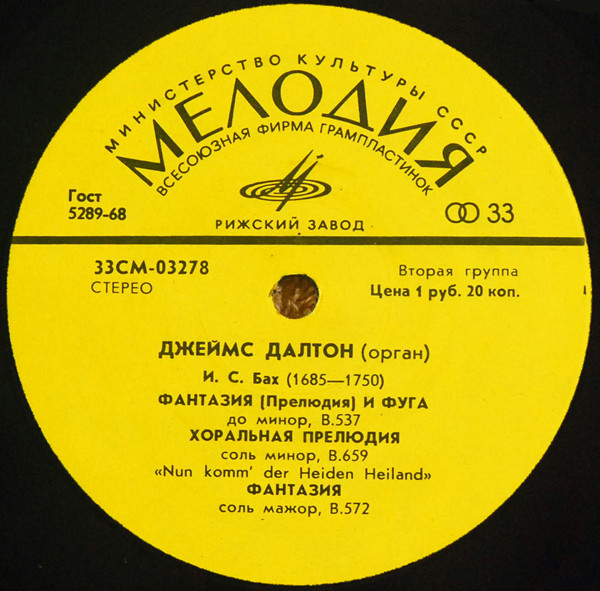 МИНИСТЕРСТВО КУЛЬТУРЫ СССР
МЕЛОДИЯ
ВСЕСОЮЗНАЯ ФИРМА ГРАМПЛАСТИНОК
Гост
5289-68
РИЖСКИЙ ЗАВОД
33
33СМ-03278
СТЕРЕО
Вторая группа
Цена 1 руб. 20 коп.
ДЖЕЙМС ДАЛТОН (орган)
И. С. Бах (1685—1750)
ФАНТАЗИЯ (Прелюдия) И ФУГА
до минор, В.537
ХОРАЛЬНАЯ ПРЕЛЮДИЯ
соль минор, В.659
«Nun komm' der Heiden Heiland»
ФАНТАЗИЯ
соль мажор, В.572